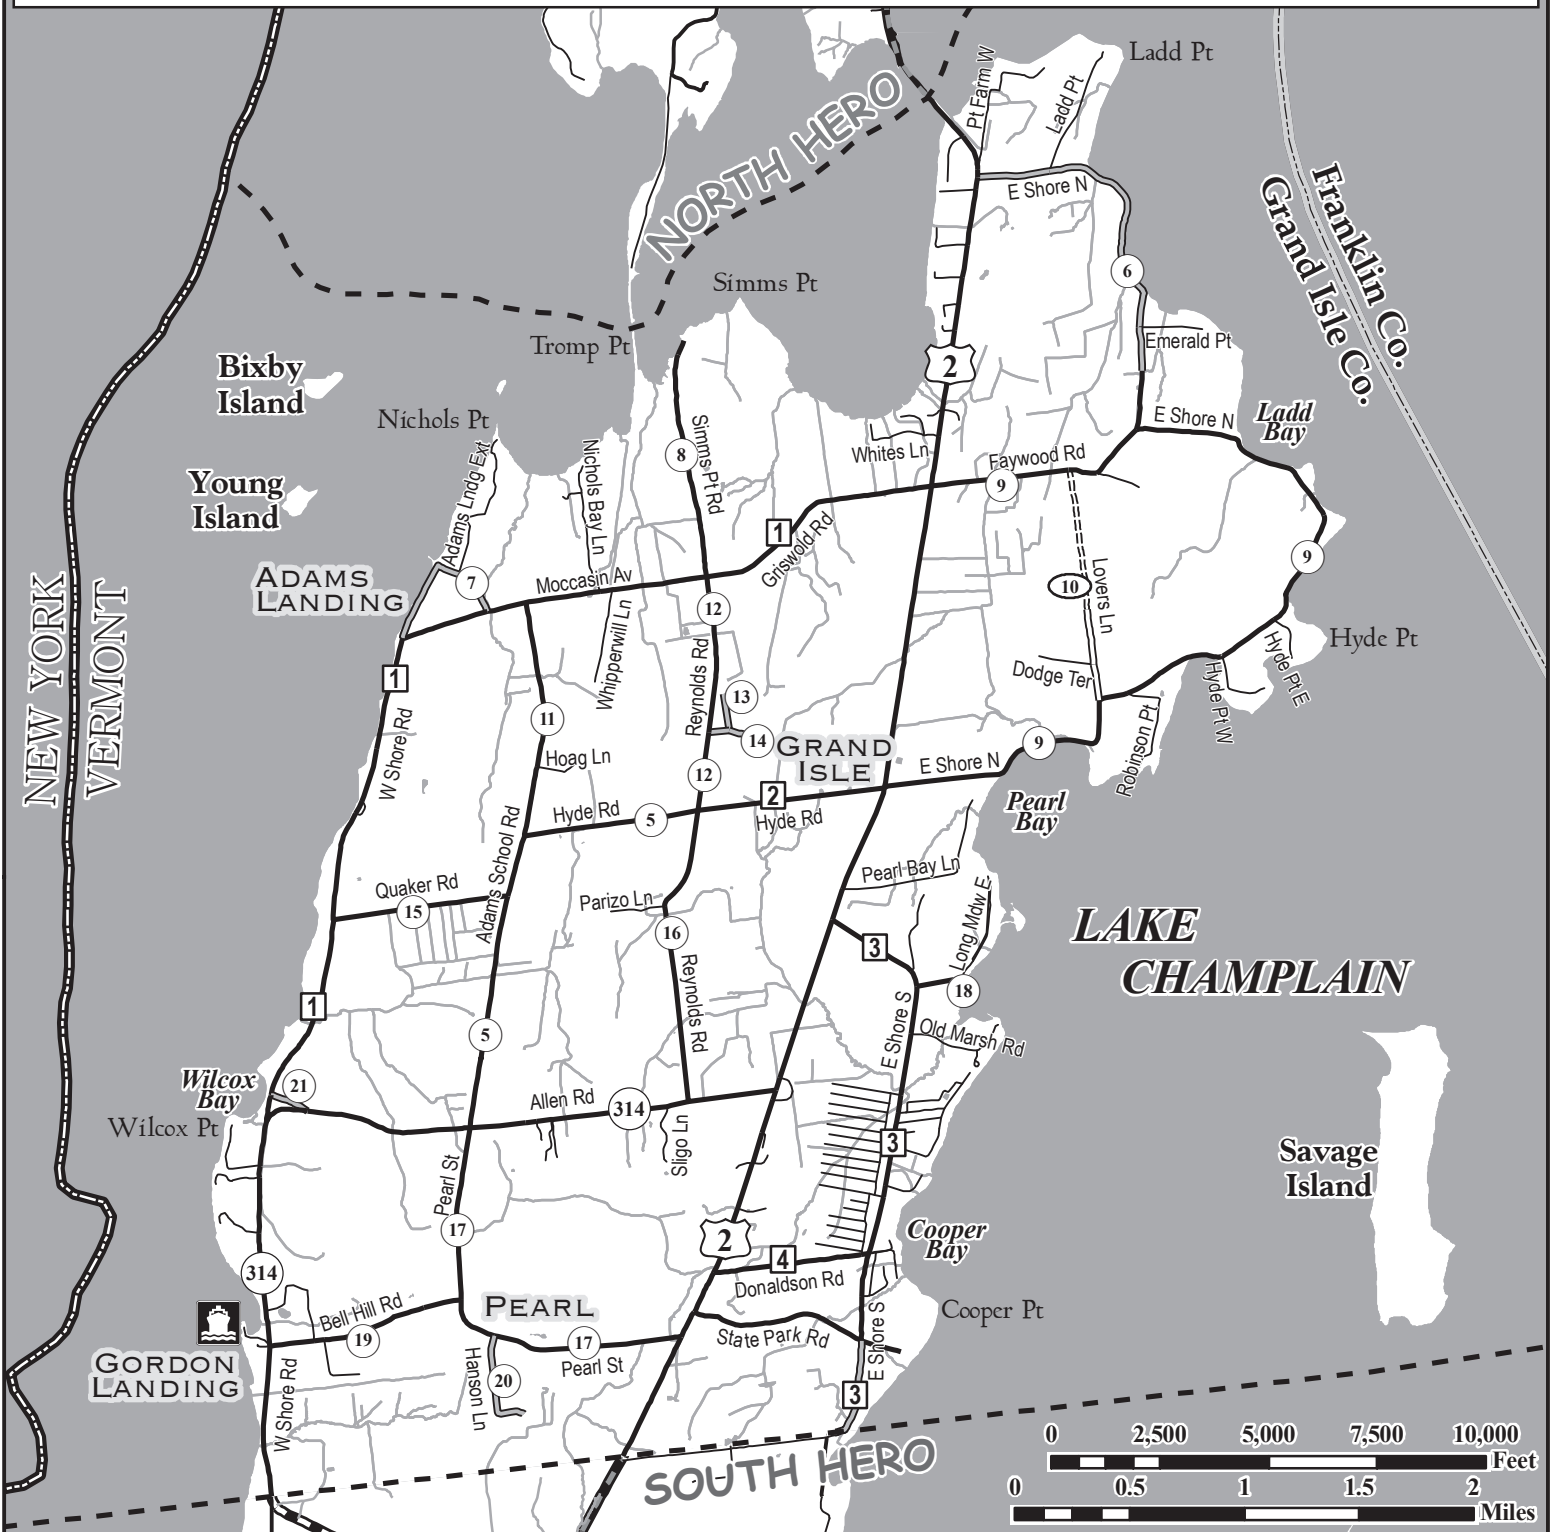 Ladd Pt
Pt Farm W
Ladd Pt
NORTH HERO
E Shore N
Franklin Co.
Grand Isle Co.
6
Simms Pt
Tromp Pt
Emerald Pt
Bixby
Island
2
Nichols Pt
E Shore N
Ladd
Bay
Simms Pt Rd
8
Whites Ln
Faywood Rd
9
Adams Lndg Ext
Nichols Bay Ln
Young
Island
1
Griswold Rd
9
Adams
Landing
7
Moccasin Av
10
Lovers Ln
12
NEW YORK
VERMONT
Whipperwill Ln
Reynolds Rd
Hyde Pt
Hyde Pt E
Hyde Pt W
1
Dodge Ter
W Shore Rd
11
13
14
Robinson Pt
Grand
Isle
9
Hoag Ln
12
E Shore N
2
Hyde Rd
5
Hyde Rd
Pearl
Bay
Adams School Rd
Pearl Bay Ln
Quaker Rd
15
Parizo Ln
16
Long Mdw E
LAKE
CHAMPLAIN
3
18
1
Reynolds Rd
E Shore S
5
Old Marsh Rd
Wilcox
Bay
21
Allen Rd
314
Wilcox Pt
Sligo Ln
3
Savage
Island
Pearl St
17
2
Cooper
Bay
4
Donaldson Rd
314
Bell Hill Rd
19
Pearl
Cooper Pt
17
Pearl St
State Park Rd
E Shore S
Gordon
Landing
W Shore Rd
Hanson Ln
20
3
SOUTH HERO
0 2,500 5,000 7,500 10,000
Feet
0 0.5 1 1.5 2
Miles